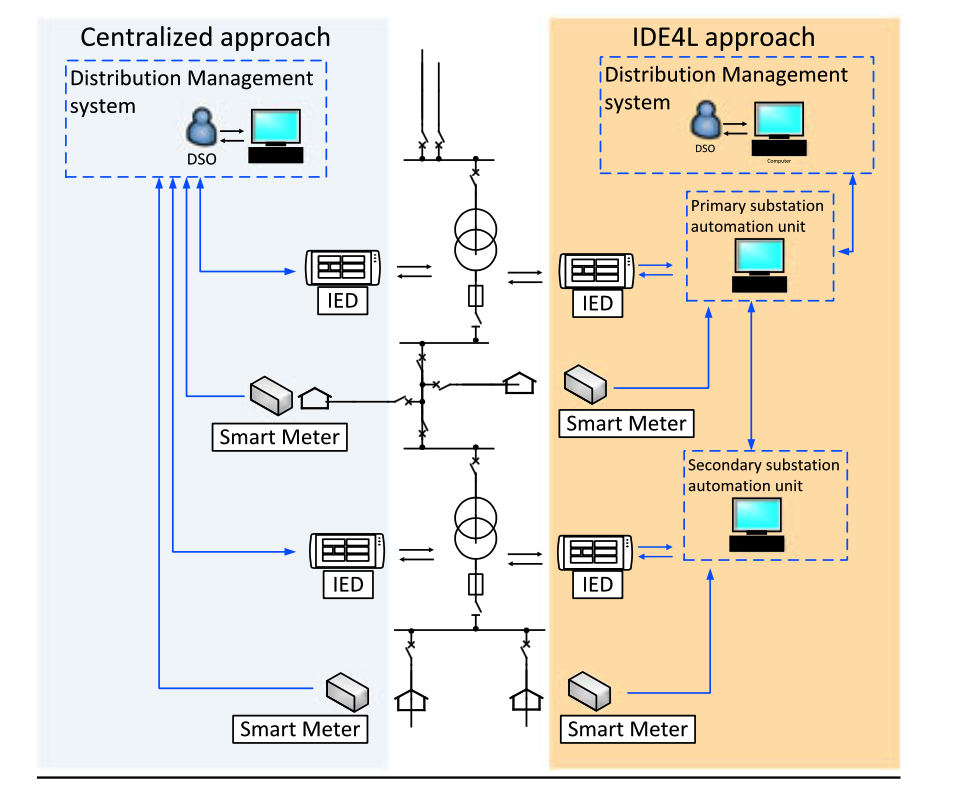 Centralized approach
Distribution Management
system
DSO
IED
Smart Meter
IED
Smart Meter
IDE4L approach
Distribution Management
system
DSO
Computer
Primary substation
automation unit
IED
Smart Meter
Secondary substation
automation unit
IED
Smart Meter